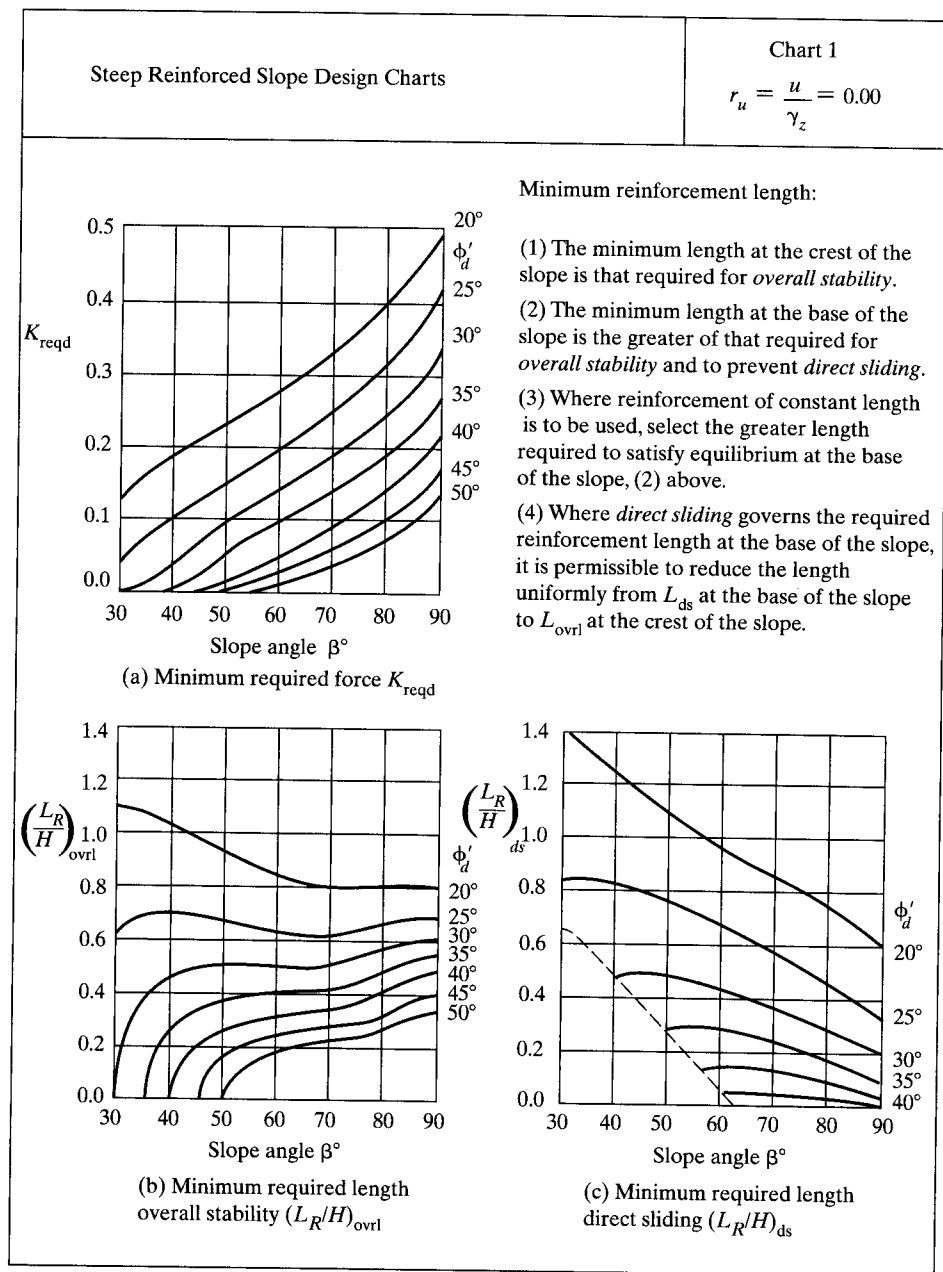 Steep Reinforced Slope Design Charts
Chart 1
r_u = u/γ_z = 0.00
Minimum reinforcement length:
(1) The minimum length at the crest of the
slope is that required for overall stability.
(2) The minimum length at the base of the
slope is the greater of that required for
overall stability and to prevent direct sliding.
(3) Where reinforcement of constant length
is to be used, select the greater length
required to satisfy equilibrium at the base
of the slope, (2) above.
(4) Where direct sliding governs the required
reinforcement length at the base of the slope,
it is permissible to reduce the length
uniformly from L_ds at the base of the slope
to L_ovrl at the crest of the slope.
K_reqd
0.5
0.4
0.3
0.2
0.1
0.0
30 40 50 60 70 80 90
20°
ϕ′_d
25°
30°
35°
40°
45°
50°
Slope angle β°
(a) Minimum required force K_reqd
(L_R/H)_ovrl
1.4
1.2
1.0
0.8
0.6
0.4
0.2
0.0
30 40 50 60 70 80 90
ϕ′_d
20°
25°
30°
35°
40°
45°
50°
Slope angle β°
(b) Minimum required length
overall stability (L_R/H)_ovrl
(L_R/H)_ds
1.4
1.2
1.0
0.8
0.6
0.4
0.2
0.0
30 40 50 60 70 80 90
ϕ′_d
20°
25°
30°
35°
40°
Slope angle β°
(c) Minimum required length
direct sliding (L_R/H)_ds